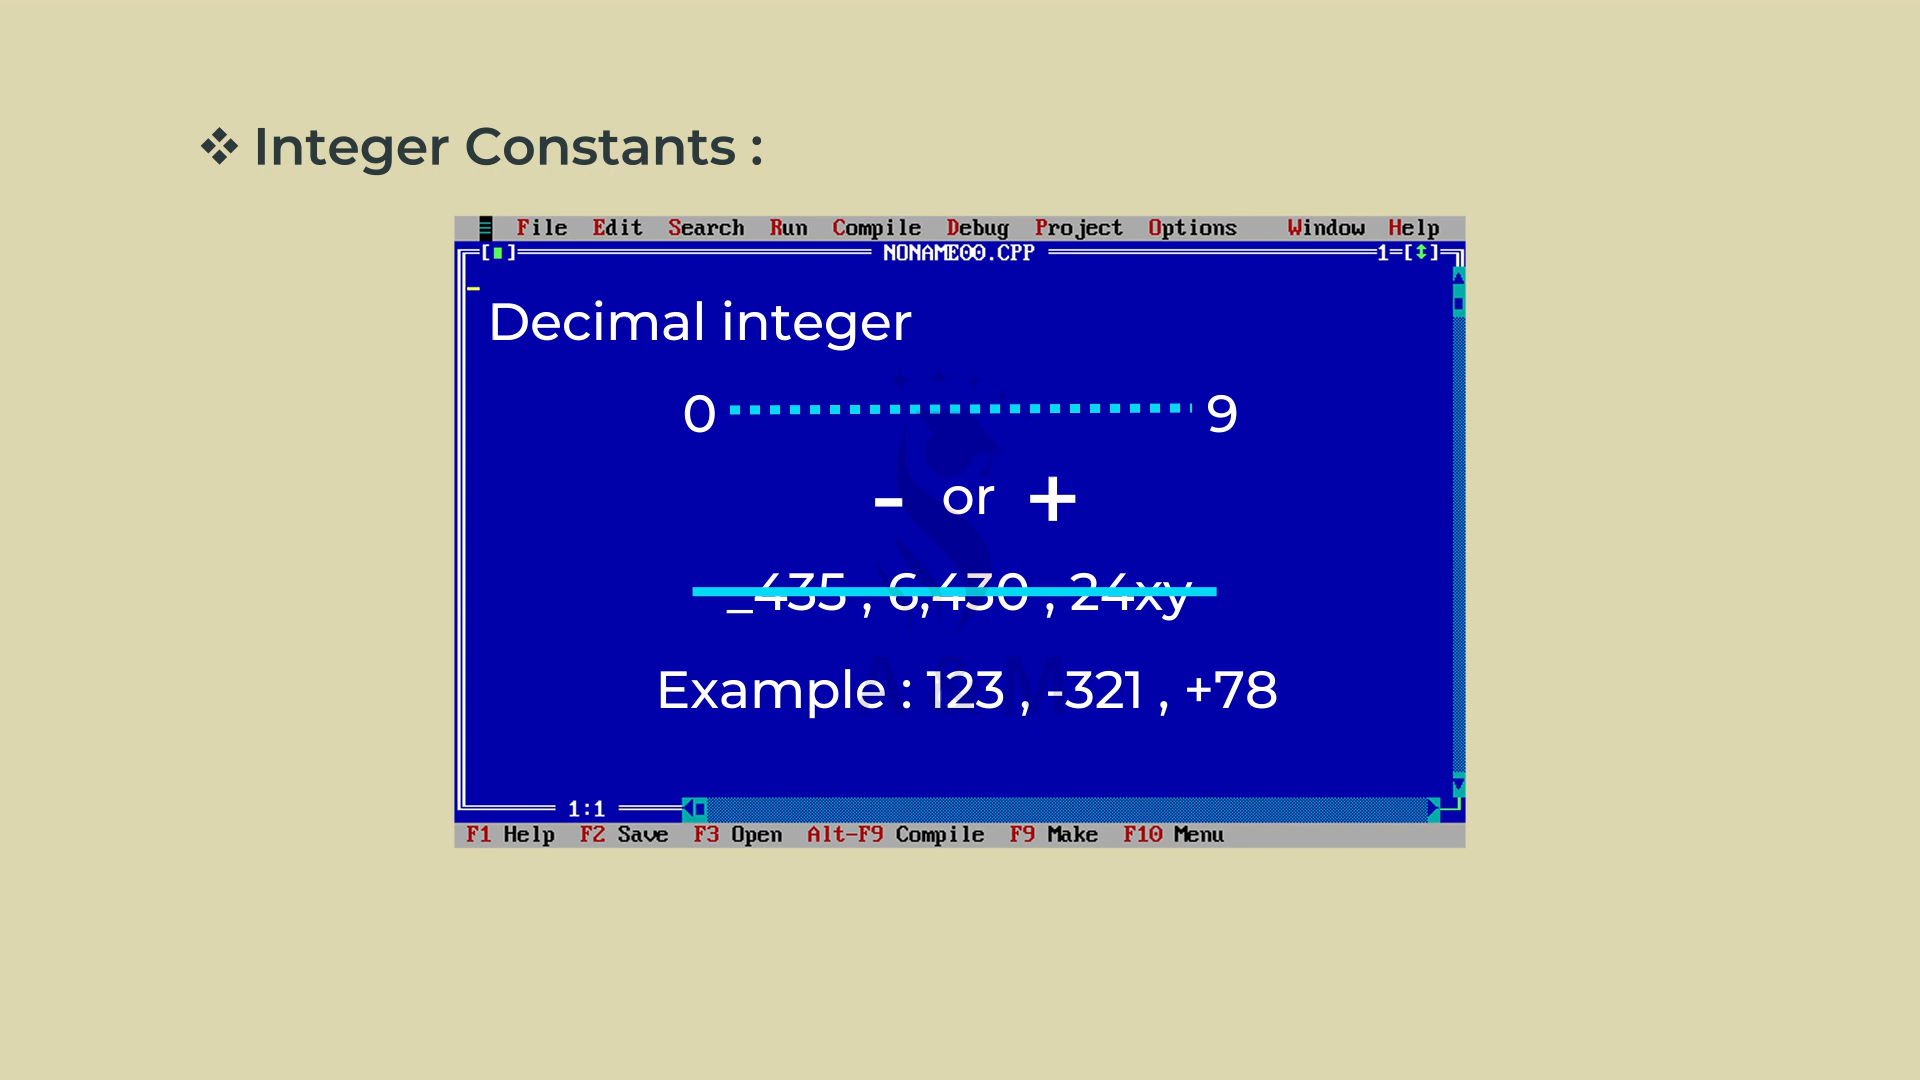 ❖ Integer Constants :
≡ File Edit Search Run Compile Debug Project Options Window Help
[■] NONAME00.CPP 1=[↕]
Decimal integer
0 9
- or +
_435 , 6,430 , 24xy
Example : 123 , -321 , +78
1:1
F1 Help F2 Save F3 Open Alt-F9 Compile F9 Make F10 Menu